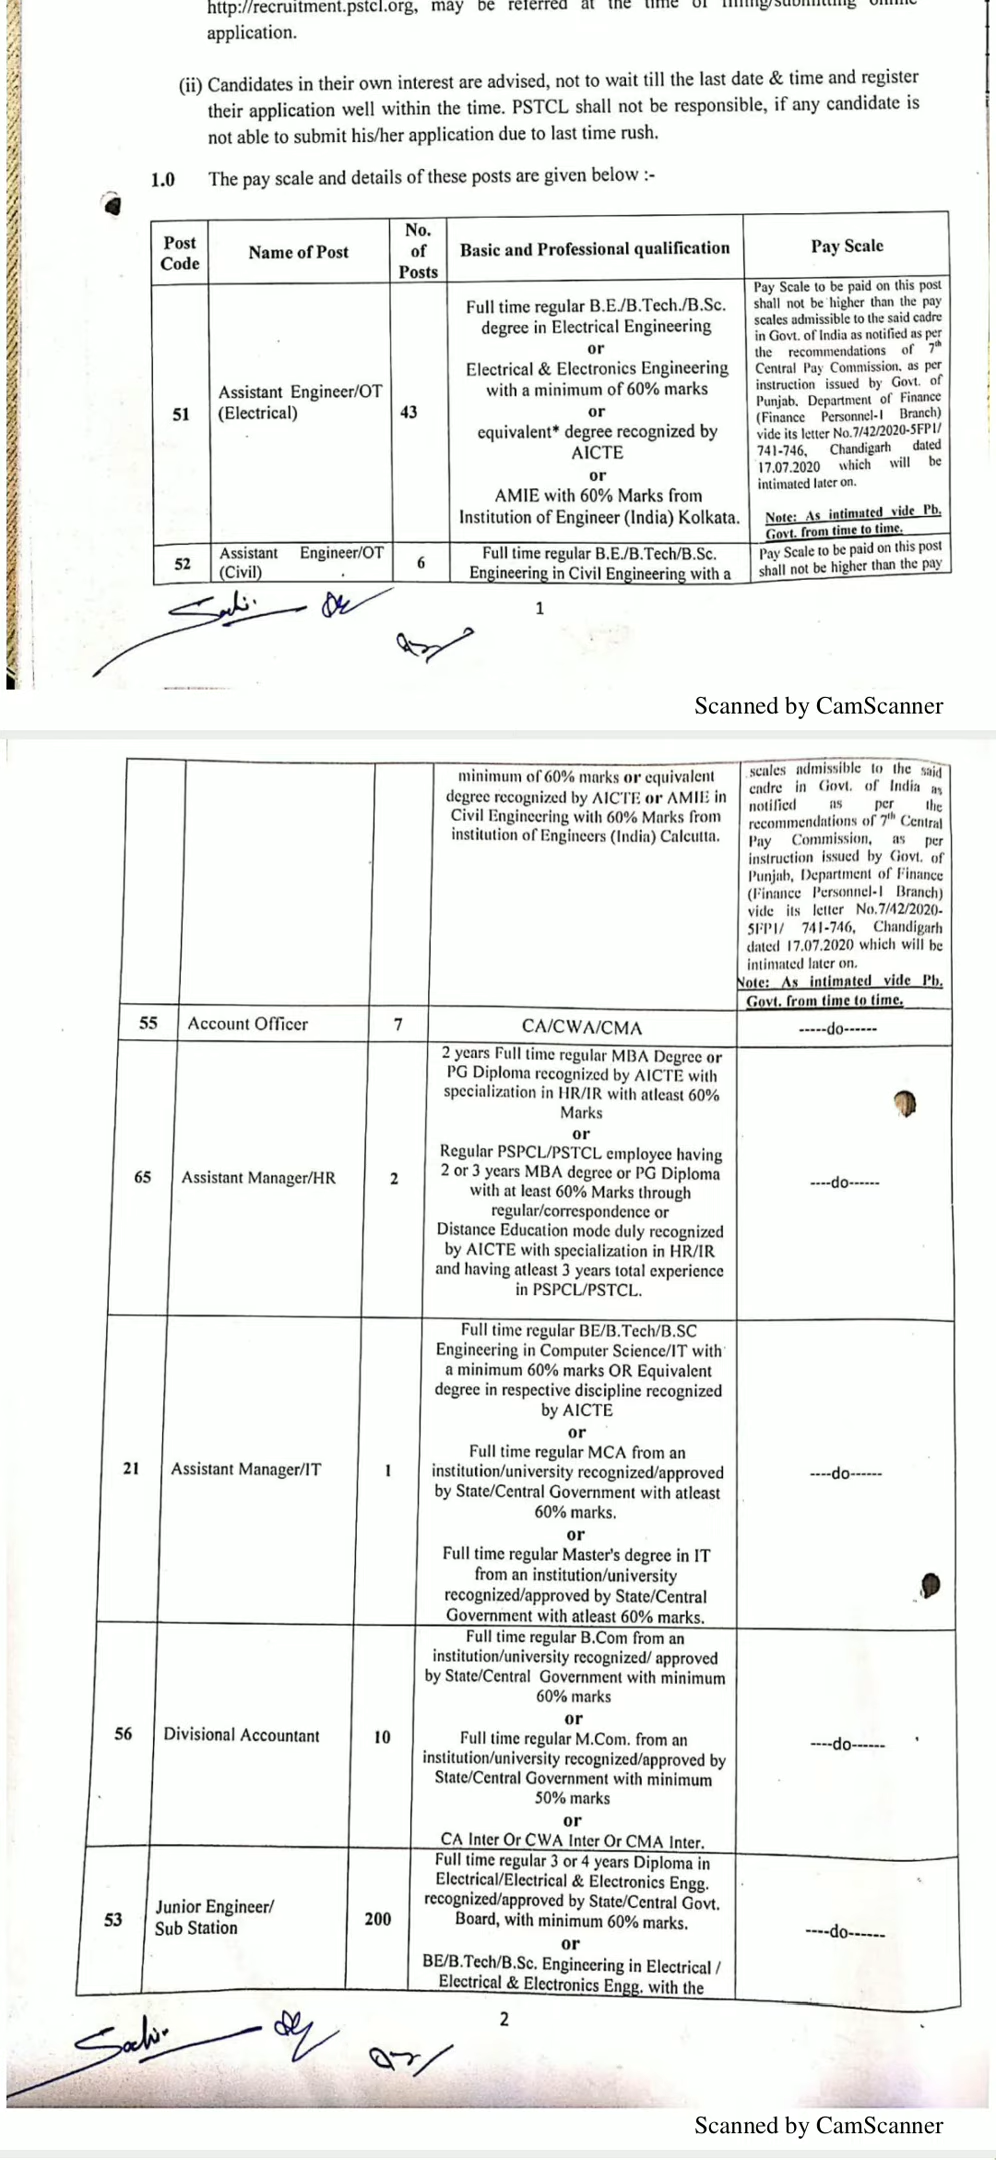 http://recruitment.pstcl.org, may be referred at the time of filling/submitting online
application.
(ii) Candidates in their own interest are advised, not to wait till the last date & time and register
their application well within the time. PSTCL shall not be responsible, if any candidate is
not able to submit his/her application due to last time rush.
1.0 The pay scale and details of these posts are given below :-
Post
Code
Name of Post
No.
of
Posts
Basic and Professional qualification
Pay Scale
51
Assistant Engineer/OT
(Electrical)
43
Full time regular B.E./B.Tech./B.Sc.
degree in Electrical Engineering
or
Electrical & Electronics Engineering
with a minimum of 60% marks
or
equivalent* degree recognized by
AICTE
or
AMIE with 60% Marks from
Institution of Engineer (India) Kolkata.
Pay Scale to be paid on this post
shall not be higher than the pay
scales admissible to the said cadre
in Govt. of India as notified as per
the recommendations of 7th
Central Pay Commission, as per
instruction issued by Govt. of
Punjab, Department of Finance
(Finance Personnel-I Branch)
vide its letter No.7/42/2020-5FP1/
741-746, Chandigarh dated
17.07.2020 which will be
intimated later on.
Note: As intimated vide Pb.
Govt. from time to time.
52
Assistant Engineer/OT
(Civil)
6
Full time regular B.E./B.Tech/B.Sc.
Engineering in Civil Engineering with a
Pay Scale to be paid on this post
shall not be higher than the pay
1
Scanned by CamScanner
minimum of 60% marks or equivalent
degree recognized by AICTE or AMIE in
Civil Engineering with 60% Marks from
institution of Engineers (India) Calcutta.
scales admissible to the said
cadre in Govt. of India as
notified as per the
recommendations of 7th Central
Pay Commission, as per
instruction issued by Govt. of
Punjab, Department of Finance
(Finance Personnel-I Branch)
vide its letter No.7/42/2020-
5FP1/ 741-746, Chandigarh
dated 17.07.2020 which will be
intimated later on.
Note: As intimated vide Pb.
Govt. from time to time.
55
Account Officer
7
CA/CWA/CMA
-----do------
65
Assistant Manager/HR
2
2 years Full time regular MBA Degree or
PG Diploma recognized by AICTE with
specialization in HR/IR with atleast 60%
Marks
or
Regular PSPCL/PSTCL employee having
2 or 3 years MBA degree or PG Diploma
with at least 60% Marks through
regular/correspondence or
Distance Education mode duly recognized
by AICTE with specialization in HR/IR
and having atleast 3 years total experience
in PSPCL/PSTCL.
----do------
21
Assistant Manager/IT
1
Full time regular BE/B.Tech/B.SC
Engineering in Computer Science/IT with
a minimum 60% marks OR Equivalent
degree in respective discipline recognized
by AICTE
or
Full time regular MCA from an
institution/university recognized/approved
by State/Central Government with atleast
60% marks.
or
Full time regular Master's degree in IT
from an institution/university
recognized/approved by State/Central
Government with atleast 60% marks.
----do------
56
Divisional Accountant
10
Full time regular B.Com from an
institution/university recognized/ approved
by State/Central Government with minimum
60% marks
or
Full time regular M.Com. from an
institution/university recognized/approved by
State/Central Government with minimum
50% marks
or
CA Inter Or CWA Inter Or CMA Inter.
----do------
53
Junior Engineer/
Sub Station
200
Full time regular 3 or 4 years Diploma in
Electrical/Electrical & Electronics Engg.
recognized/approved by State/Central Govt.
Board, with minimum 60% marks.
or
BE/B.Tech/B.Sc. Engineering in Electrical /
Electrical & Electronics Engg. with the
----do------
2
Scanned by CamScanner